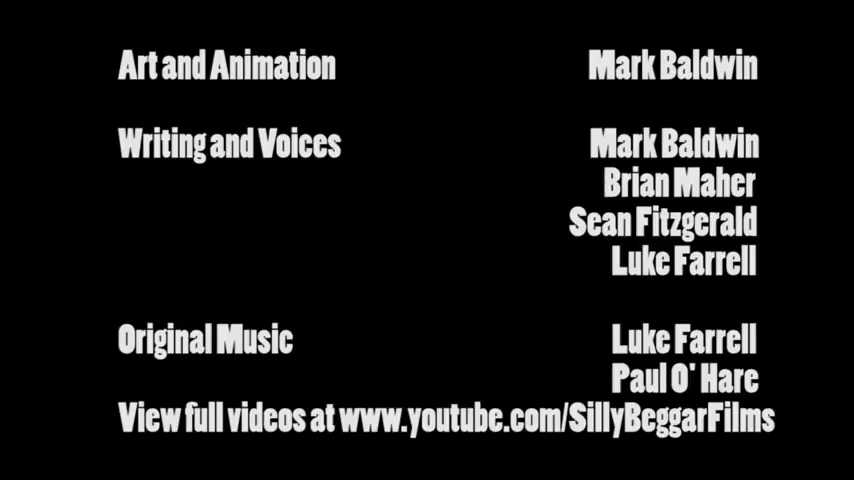 Art and Animation Mark Baldwin
Writing and Voices Mark Baldwin
Brian Maher
Sean Fitzgerald
Luke Farrell
Original Music Luke Farrell
Paul O' Hare
View full videos at www.youtube.com/SillyBeggarFilms